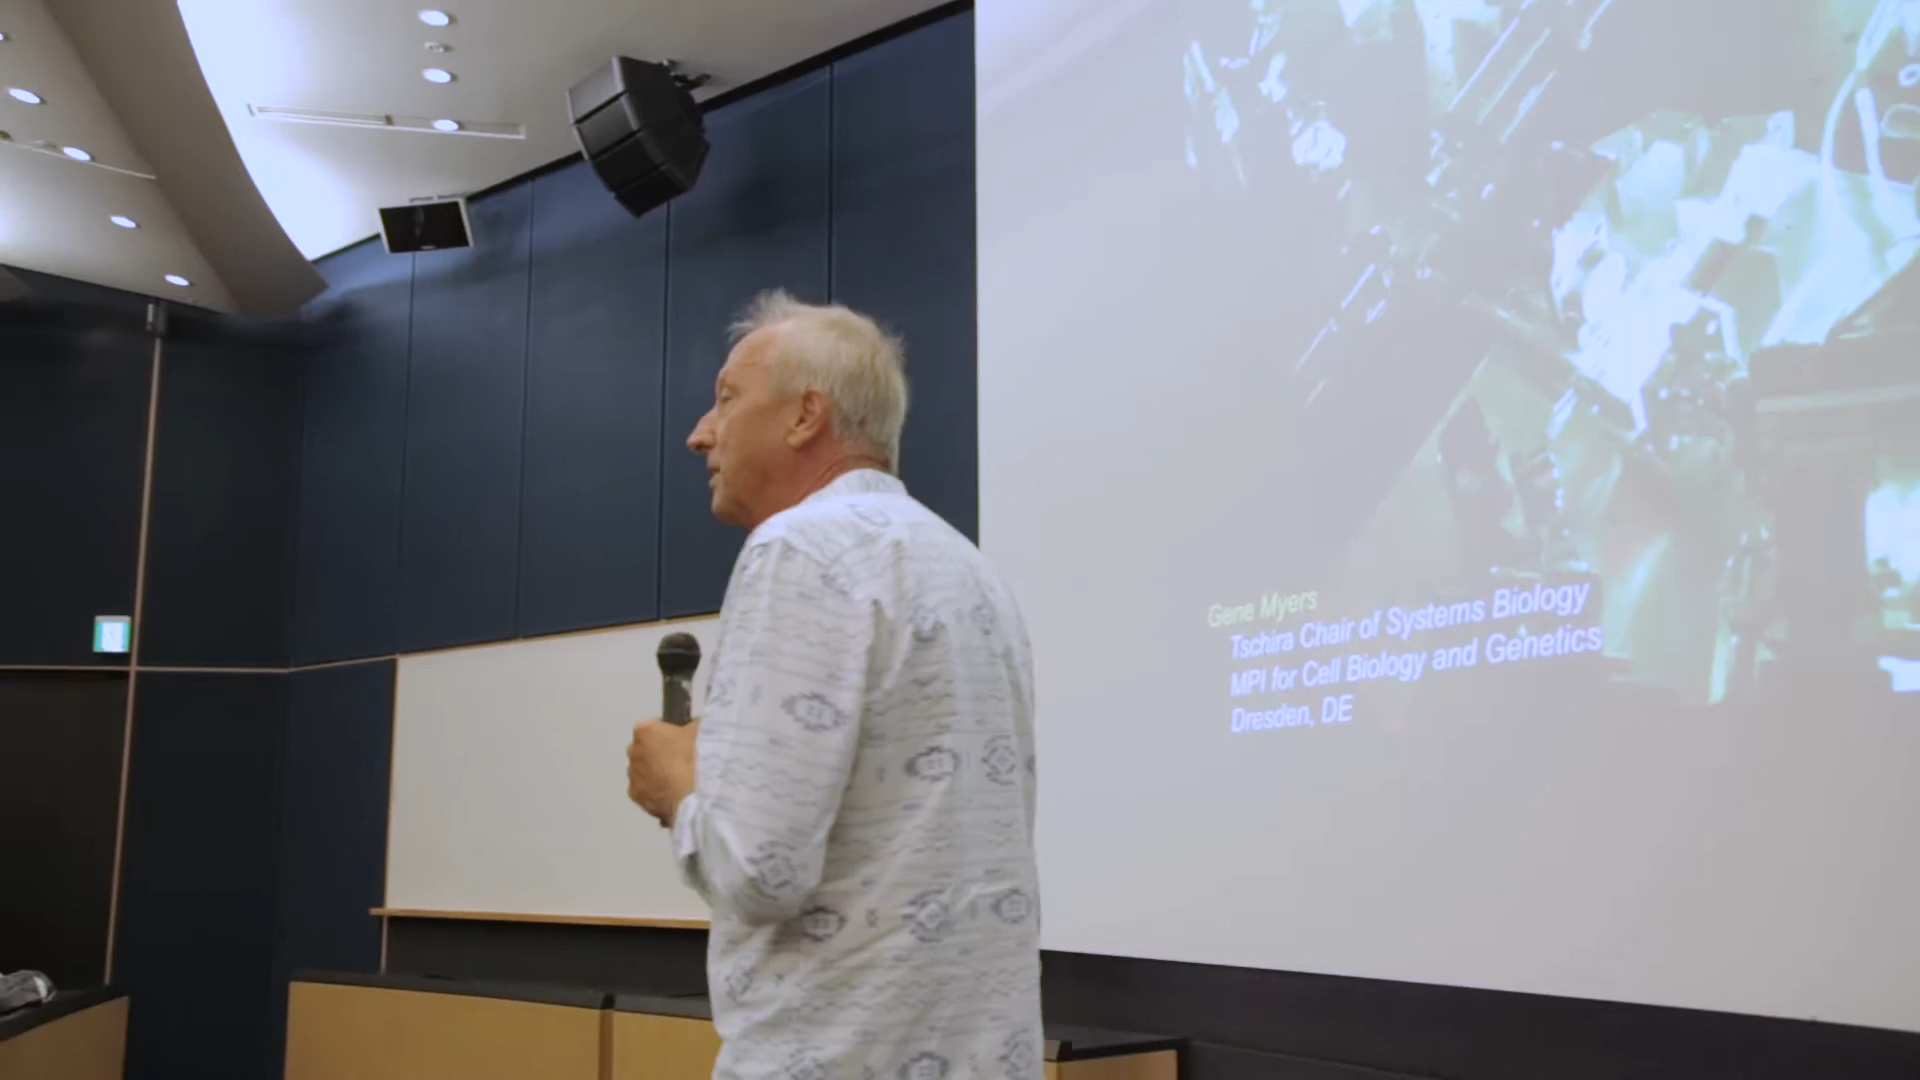 Gene Myers
Tschira Chair of Systems Biology
MPI for Cell Biology and Genetics
Dresden, DE